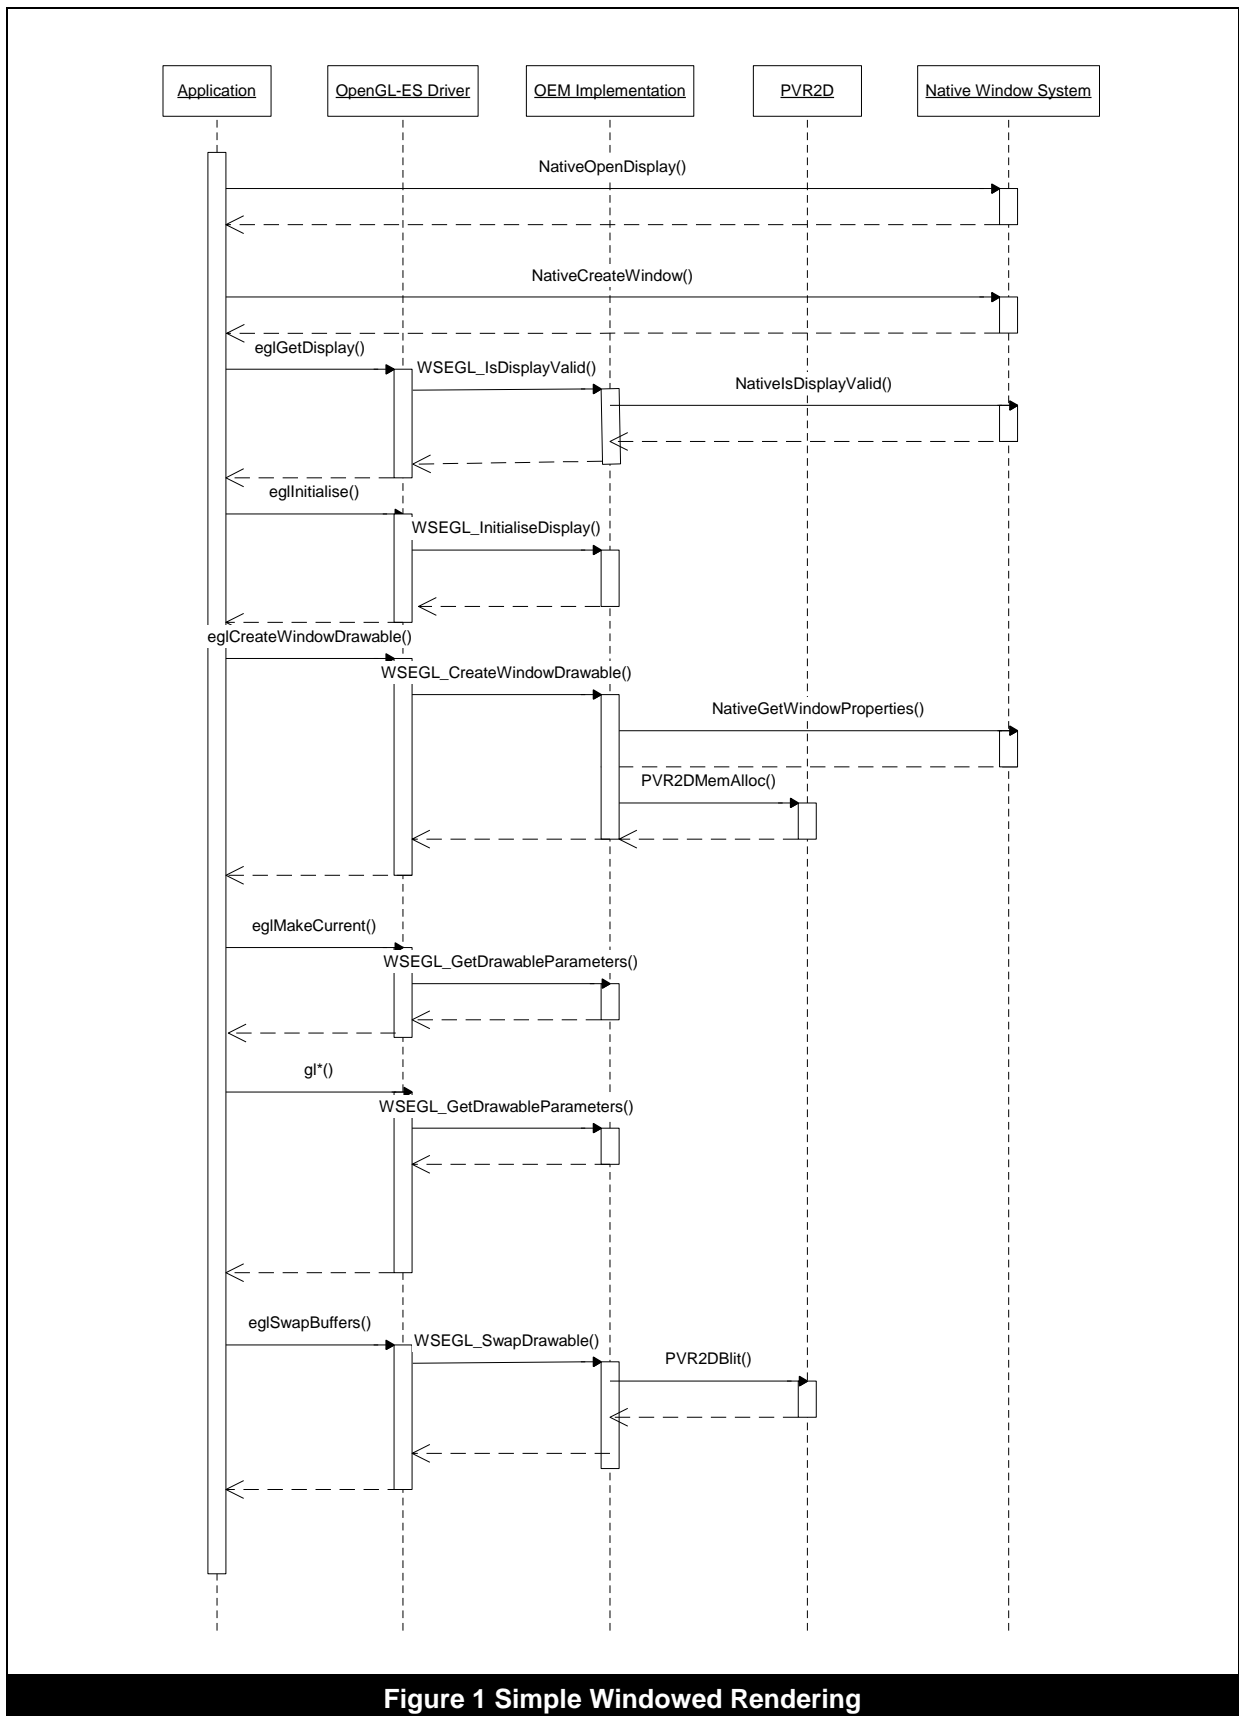 Application
OpenGL-ES Driver
OEM Implementation
PVR2D
Native Window System
NativeOpenDisplay()
NativeCreateWindow()
eglGetDisplay()
WSEGL_IsDisplayValid()
NativeIsDisplayValid()
eglInitialise()
WSEGL_InitialiseDisplay()
eglCreateWindowDrawable()
WSEGL_CreateWindowDrawable()
NativeGetWindowProperties()
PVR2DMemAlloc()
eglMakeCurrent()
WSEGL_GetDrawableParameters()
gl*()
WSEGL_GetDrawableParameters()
eglSwapBuffers()
WSEGL_SwapDrawable()
PVR2DBlit()
Figure 1 Simple Windowed Rendering